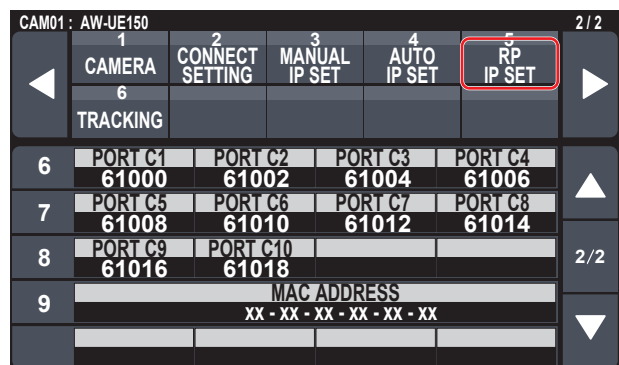 CAM01 : AW-UE150 2 / 2
1 2 3 4 5
CAMERA CONNECT SETTING MANUAL IP SET AUTO IP SET RP IP SET
6
TRACKING
6 PORT C1 PORT C2 PORT C3 PORT C4
61000 61002 61004 61006
7 PORT C5 PORT C6 PORT C7 PORT C8
61008 61010 61012 61014
8 PORT C9 PORT C10 2/2
61016 61018
9 MAC ADDRESS
XX - XX - XX - XX - XX - XX